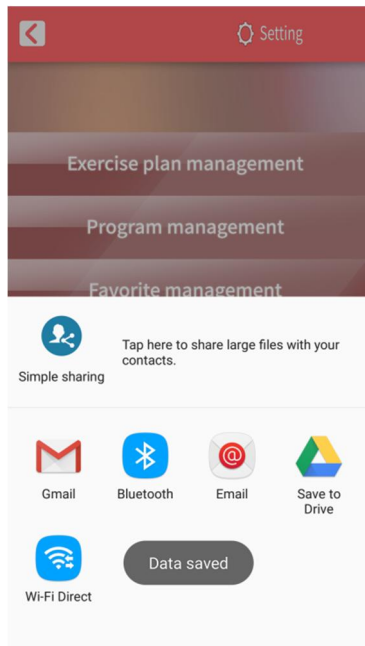 Setting
Exercise plan management
Program management
Favorite management
Tap here to share large files with your
contacts.
Simple sharing
Gmail
Bluetooth
Email
Save to
Drive
Wi-Fi Direct
Data saved